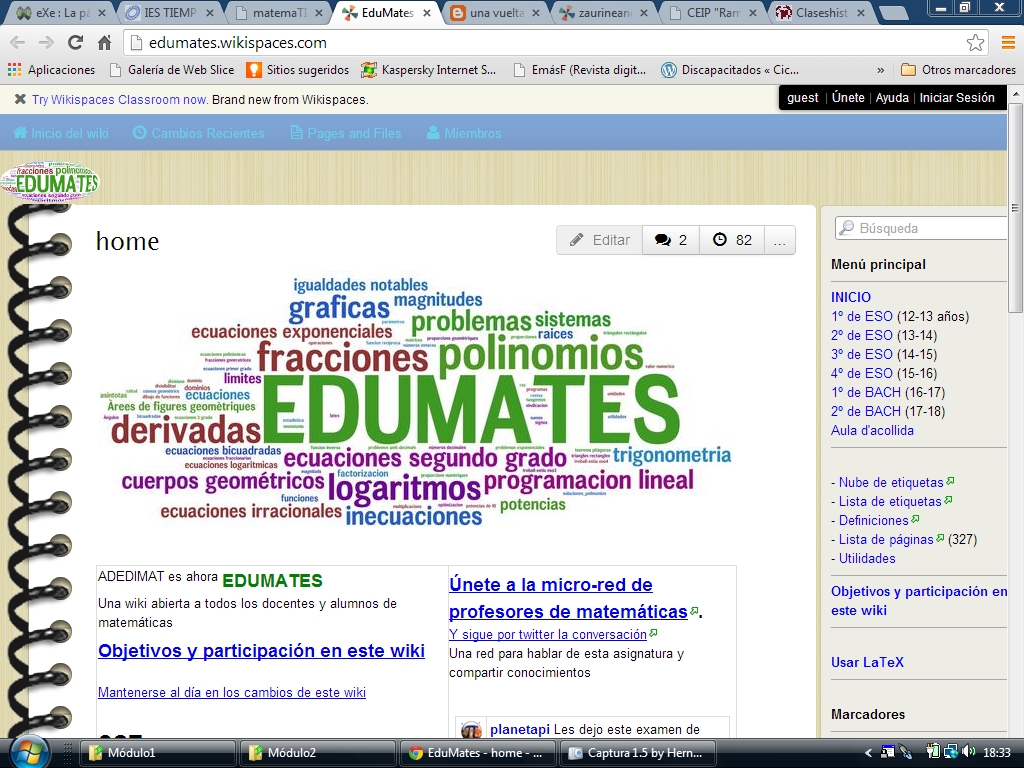 eXe : La pá
IES TIEMP
matemaTI
EduMates
una vuelta
zaurinean
CEIP "Ram
Claseshist
edumates.wikispaces.com
Aplicaciones
Galería de Web Slice
Sitios sugeridos
Kaspersky Internet S...
EmásF (Revista digit...
Discapacitados « Cic...
»
Otros marcadores
Try Wikispaces Classroom now. Brand new from Wikispaces.
guest | Únete | Ayuda | Iniciar Sesión
Inicio del wiki
Cambios Recientes
Pages and Files
Miembros
fracciones polinomios
EDUMATES
logaritmos
home
Editar
2
82
...
igualdades notables
graficas magnitudes
ecuaciones exponenciales problemas sistemas
raices
fracciones polinomios
limites
ecuaciones
dominios
asintotas
Àrees de figures geomètriques
EDUMATES
derivadas
ecuaciones bicuadradas
ecuaciones logaritmicas
ecuaciones segundo grado
trigonometría
cuerpos geométricos
factorizacion
logaritmos
programacion lineal
funciones
ecuaciones irracionales
inecuaciones
potencias
ADEDIMAT es ahora EDUMATES
Una wiki abierta a todos los docentes y alumnos de
matemáticas
Objetivos y participación en este wiki
Mantenerse al día en los cambios de este wiki
Únete a la micro-red de
profesores de matemáticas.
Y sigue por twitter la conversación
Una red para hablar de esta asignatura y
compartir conocimientos
planetapi Les dejo este examen de
Búsqueda
Menú principal
INICIO
1º de ESO (12-13 años)
2º de ESO (13-14)
3º de ESO (14-15)
4º de ESO (15-16)
1º de BACH (16-17)
2º de BACH (17-18)
Aula d'acollida
- Nube de etiquetas
- Lista de etiquetas
- Definiciones
- Lista de páginas (327)
- Utilidades
Objetivos y participación en
este wiki
Usar LaTeX
Marcadores
Módulo1
Módulo2
EduMates - home - ...
Captura 1.5 by Hern...
18:33